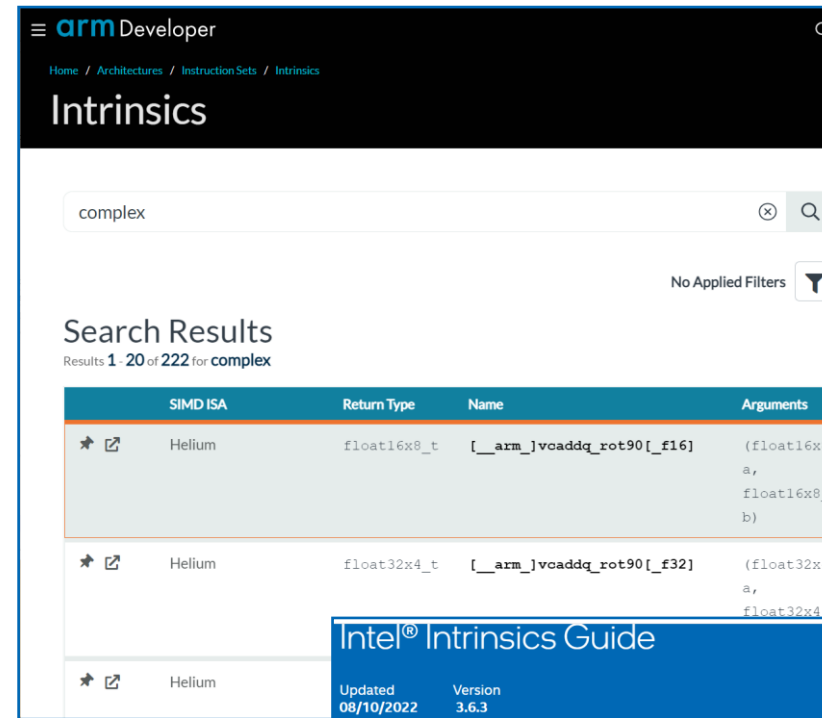 arm Developer
Home / Architectures / Instruction Sets / Intrinsics
Intrinsics
complex
No Applied Filters
Search Results
Results 1 - 20 of 222 for complex
SIMD ISA Return Type Name Arguments
Helium float16x8_t [__arm_]vcaddq_rot90[_f16] (float16x
a,
float16x8
b)
Helium float32x4_t [__arm_]vcaddq_rot90[_f32] (float32x
a,
float32x4
Helium
Intel® Intrinsics Guide
Updated Version
08/10/2022 3.6.3